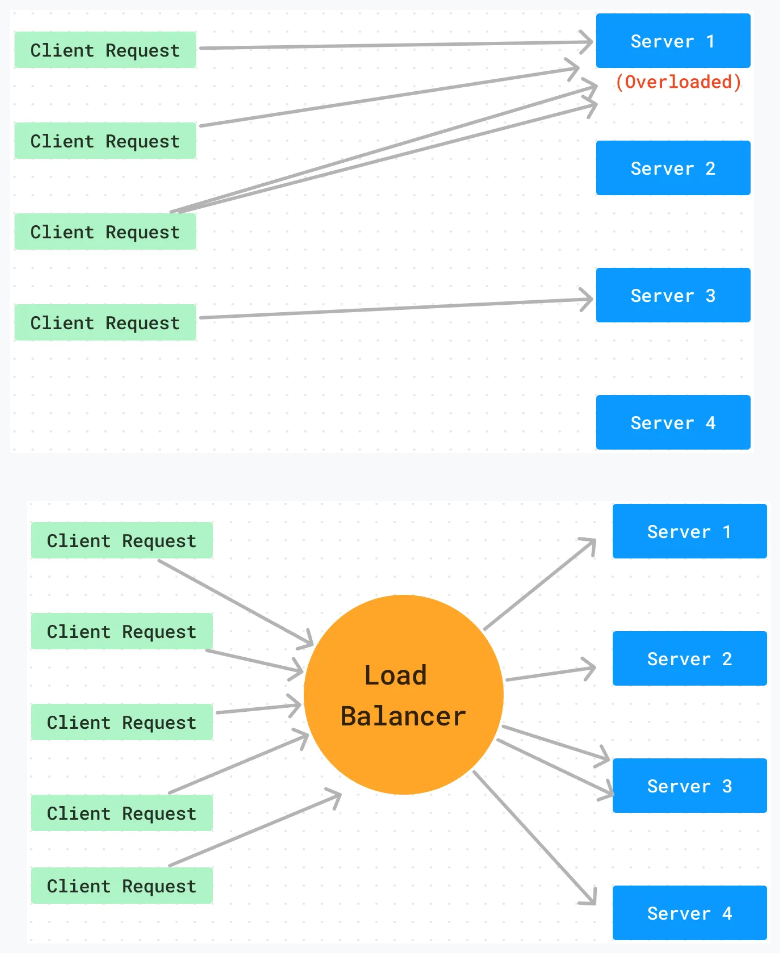 Client Request
Server 1
(Overloaded)
Client Request
Server 2
Client Request
Server 3
Client Request
Server 4
Client Request
Server 1
Client Request
Server 2
Load
Balancer
Client Request
Server 3
Client Request
Client Request
Server 4